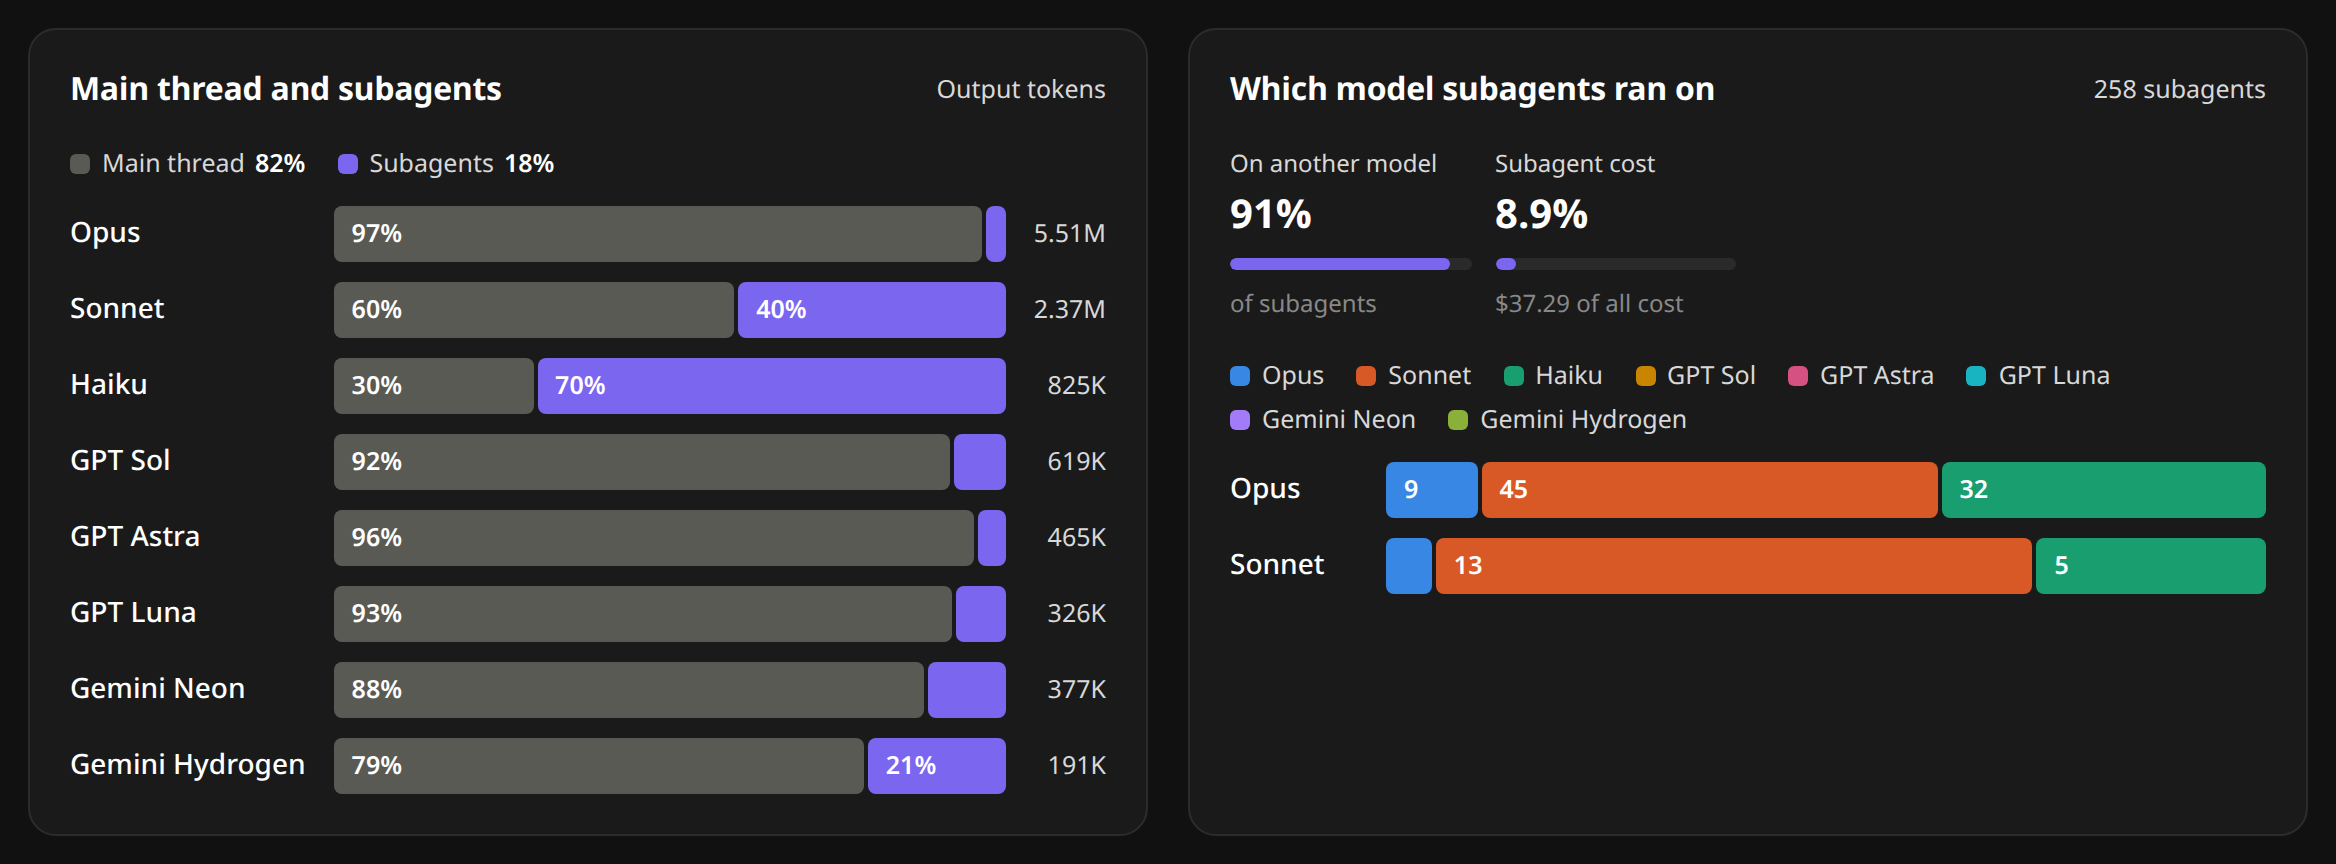 Main thread and subagents
Output tokens
Main thread 82% Subagents 18%
Opus 97% 5.51M
Sonnet 60% 40% 2.37M
Haiku 30% 70% 825K
GPT Sol 92% 619K
GPT Astra 96% 465K
GPT Luna 93% 326K
Gemini Neon 88% 377K
Gemini Hydrogen 79% 21% 191K
Which model subagents ran on
258 subagents
On another model Subagent cost
91% 8.9%
of subagents $37.29 of all cost
Opus Sonnet Haiku GPT Sol GPT Astra GPT Luna
Gemini Neon Gemini Hydrogen
Opus 9 45 32
Sonnet 13 5